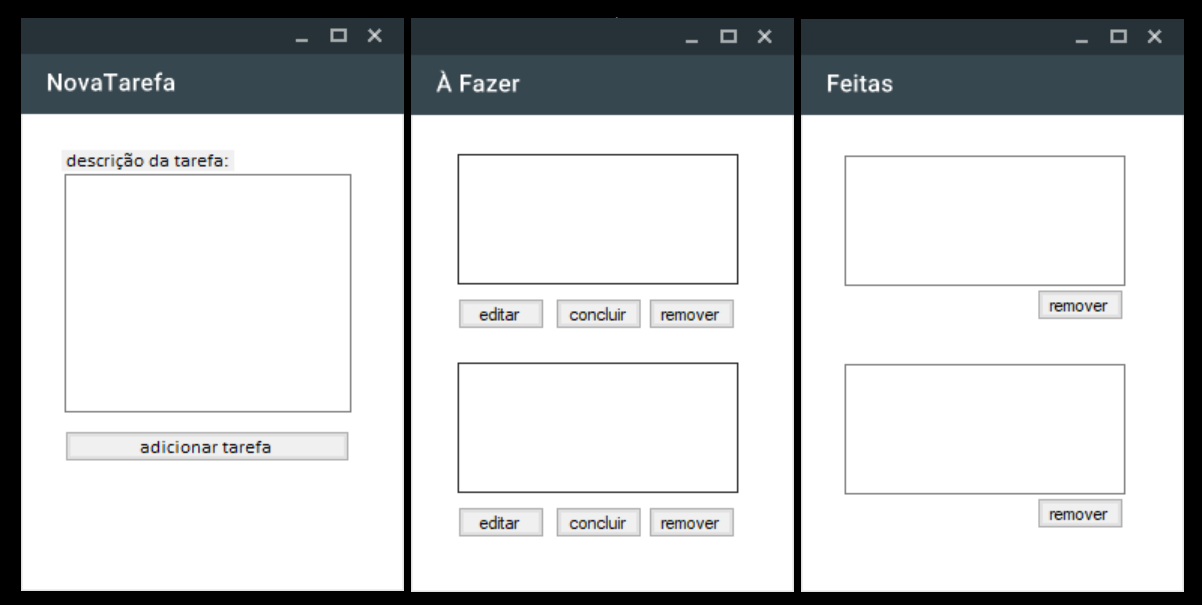 NovaTarefa
descrição da tarefa:
adicionar tarefa
À Fazer
editar concluir remover
editar concluir remover
Feitas
remover
remover